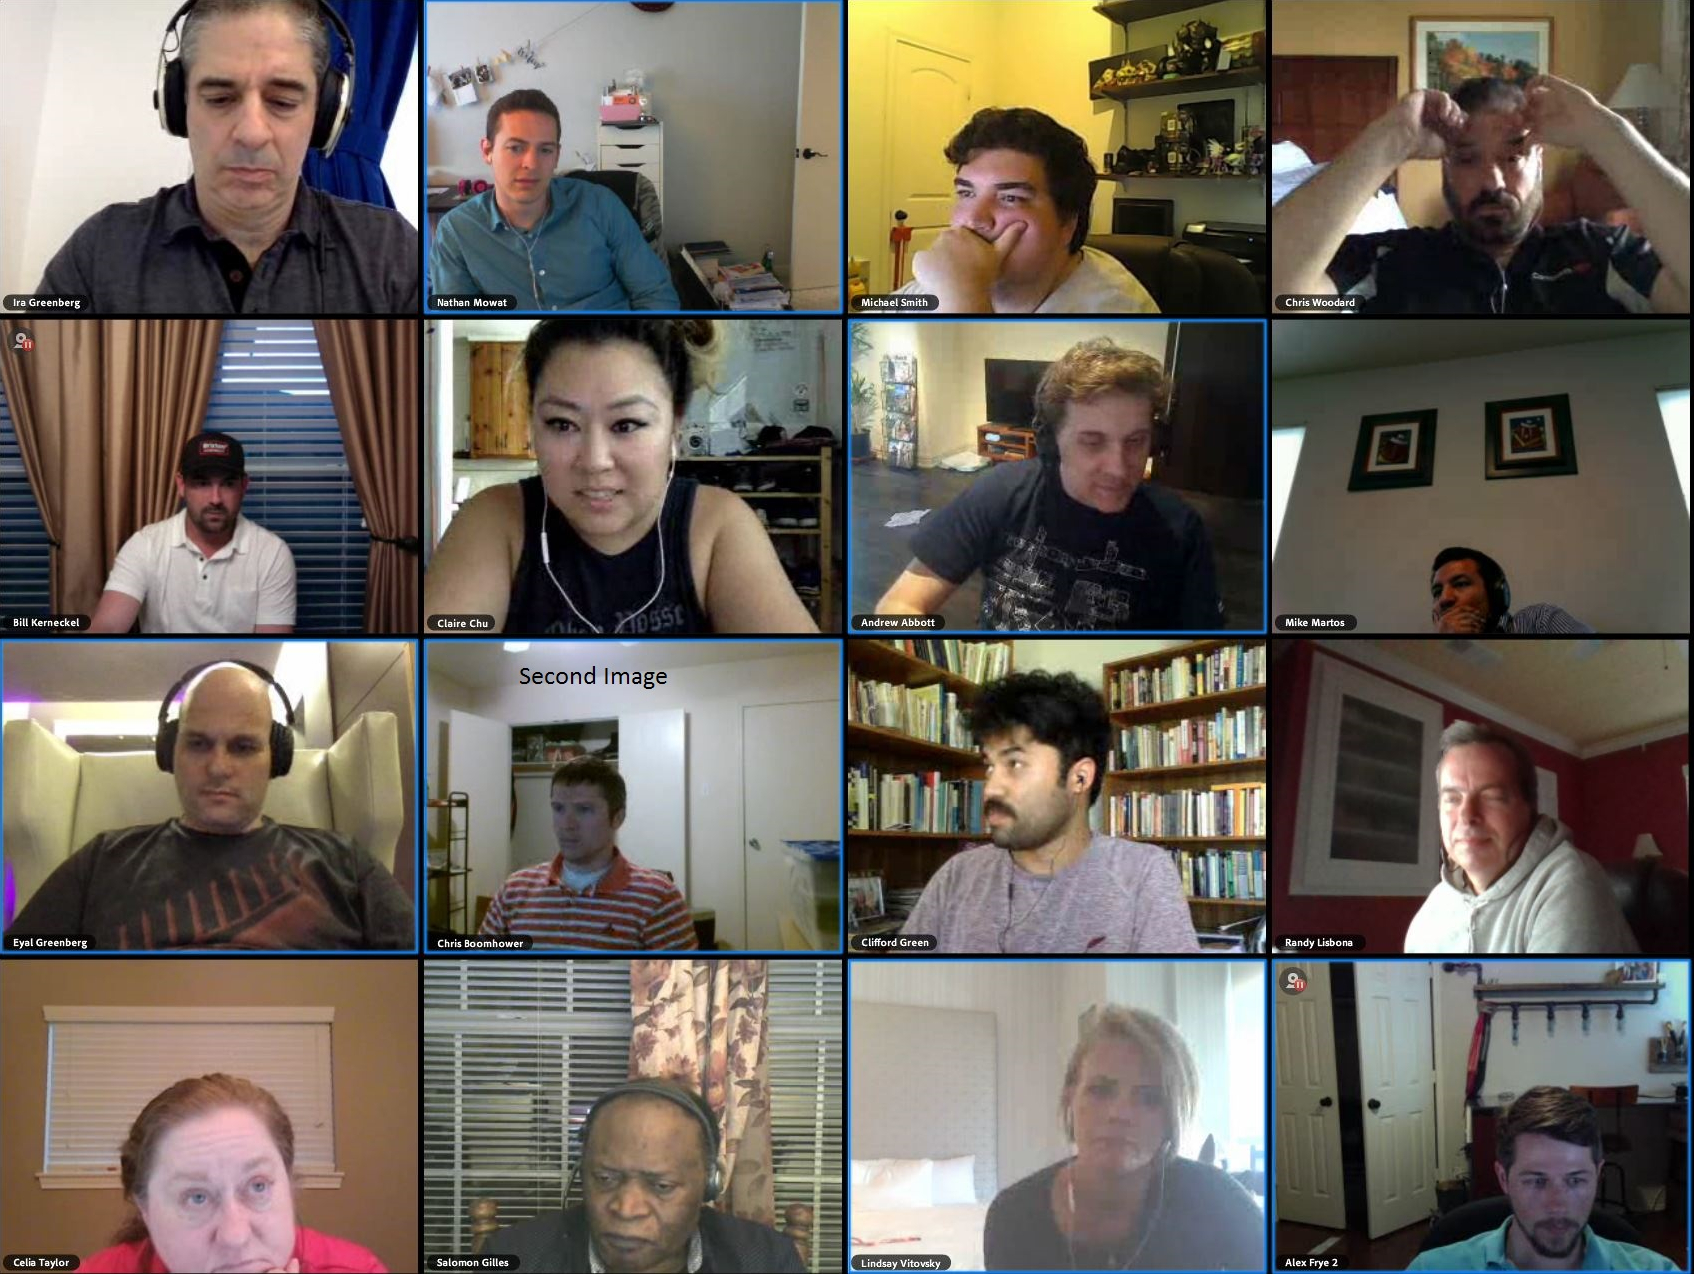 Ira Greenberg
Nathan Mowat
Michael Smith
Chris Woodard
Bill Kerneckel
Claire Chu
Andrew Abbott
Mike Martos
Second Image
Eyal Greenberg
Chris Boomhower
Clifford Green
Randy Lisbona
Celia Taylor
Salomon Gilles
Lindsay Vitovsky
Alex Frye 2